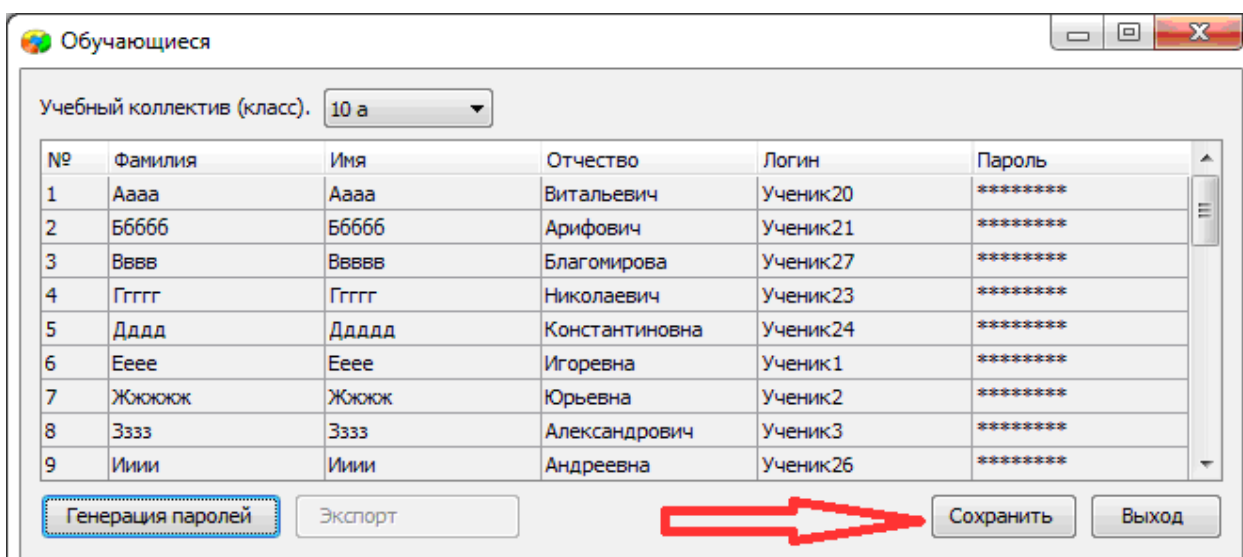 Обучающиеся
Учебный коллектив (класс). 10 а
№ Фамилия Имя Отчество Логин Пароль
1 Аааа Аааа Витальевич Ученик20 ********
2 Ббббб Ббббб Арифович Ученик21 ********
3 Вввв Ввввв Благомирова Ученик27 ********
4 Ггггг Ггггг Николаевич Ученик23 ********
5 Дддд Ддддд Константиновна Ученик24 ********
6 Ееее Ееее Игоревна Ученик1 ********
7 Жжжжж Жжжж Юрьевна Ученик2 ********
8 Зззз Зззз Александрович Ученик3 ********
9 Ииии Ииии Андреевна Ученик26 ********
Генерация паролей Экспорт Сохранить Выход